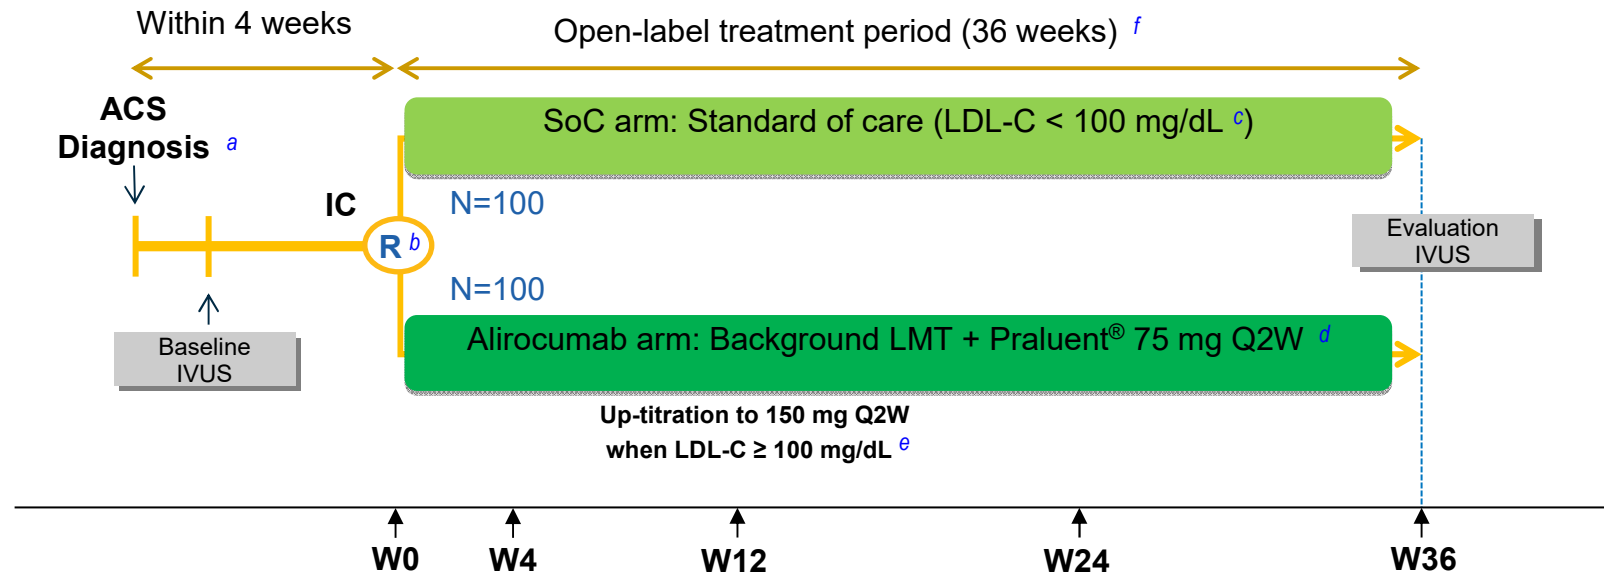 Within 4 weeks
Open-label treatment period (36 weeks) f
ACS
Diagnosis a
SoC arm: Standard of care (LDL-C < 100 mg/dL c)
IC
N=100
R b
Evaluation
IVUS
N=100
Baseline
IVUS
Alirocumab arm: Background LMT + Praluent® 75 mg Q2W d
Up-titration to 150 mg Q2W
when LDL-C ≥ 100 mg/dL e
W0
W4
W12
W24
W36